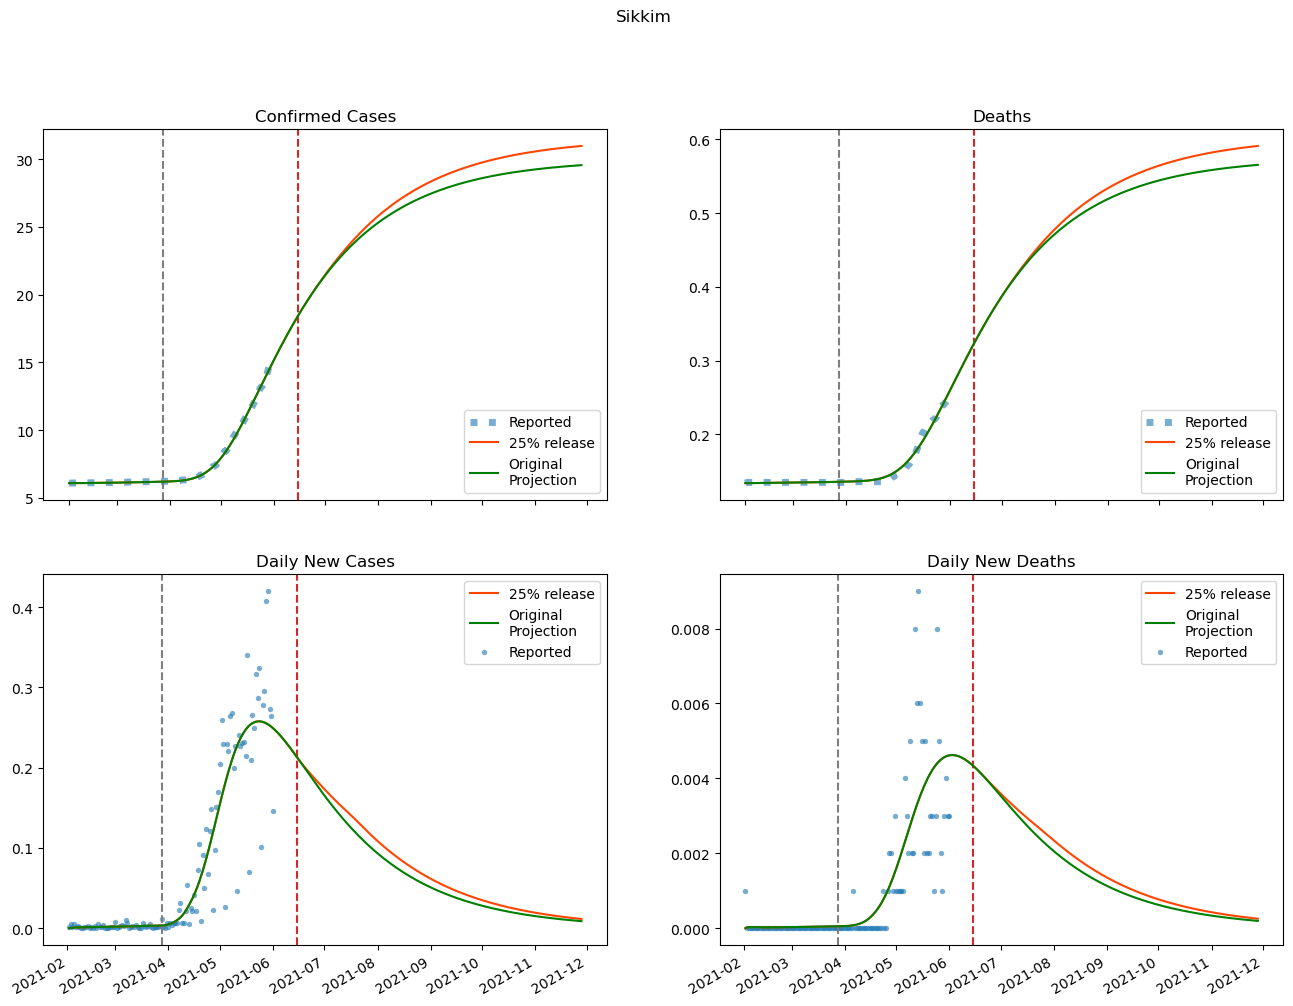 Sikkim
Confirmed Cases
30
25
20
15
10
5
Reported
25% release
Original
Projection
Deaths
0.6
0.5
0.4
0.3
0.2
Reported
25% release
Original
Projection
Daily New Cases
0.4
0.3
0.2
0.1
0.0
25% release
Original
Projection
Reported
2021-02
2021-03
2021-04
2021-05
2021-06
2021-07
2021-08
2021-09
2021-10
2021-11
2021-12
Daily New Deaths
0.008
0.006
0.004
0.002
0.000
25% release
Original
Projection
Reported
2021-02
2021-03
2021-04
2021-05
2021-06
2021-07
2021-08
2021-09
2021-10
2021-11
2021-12